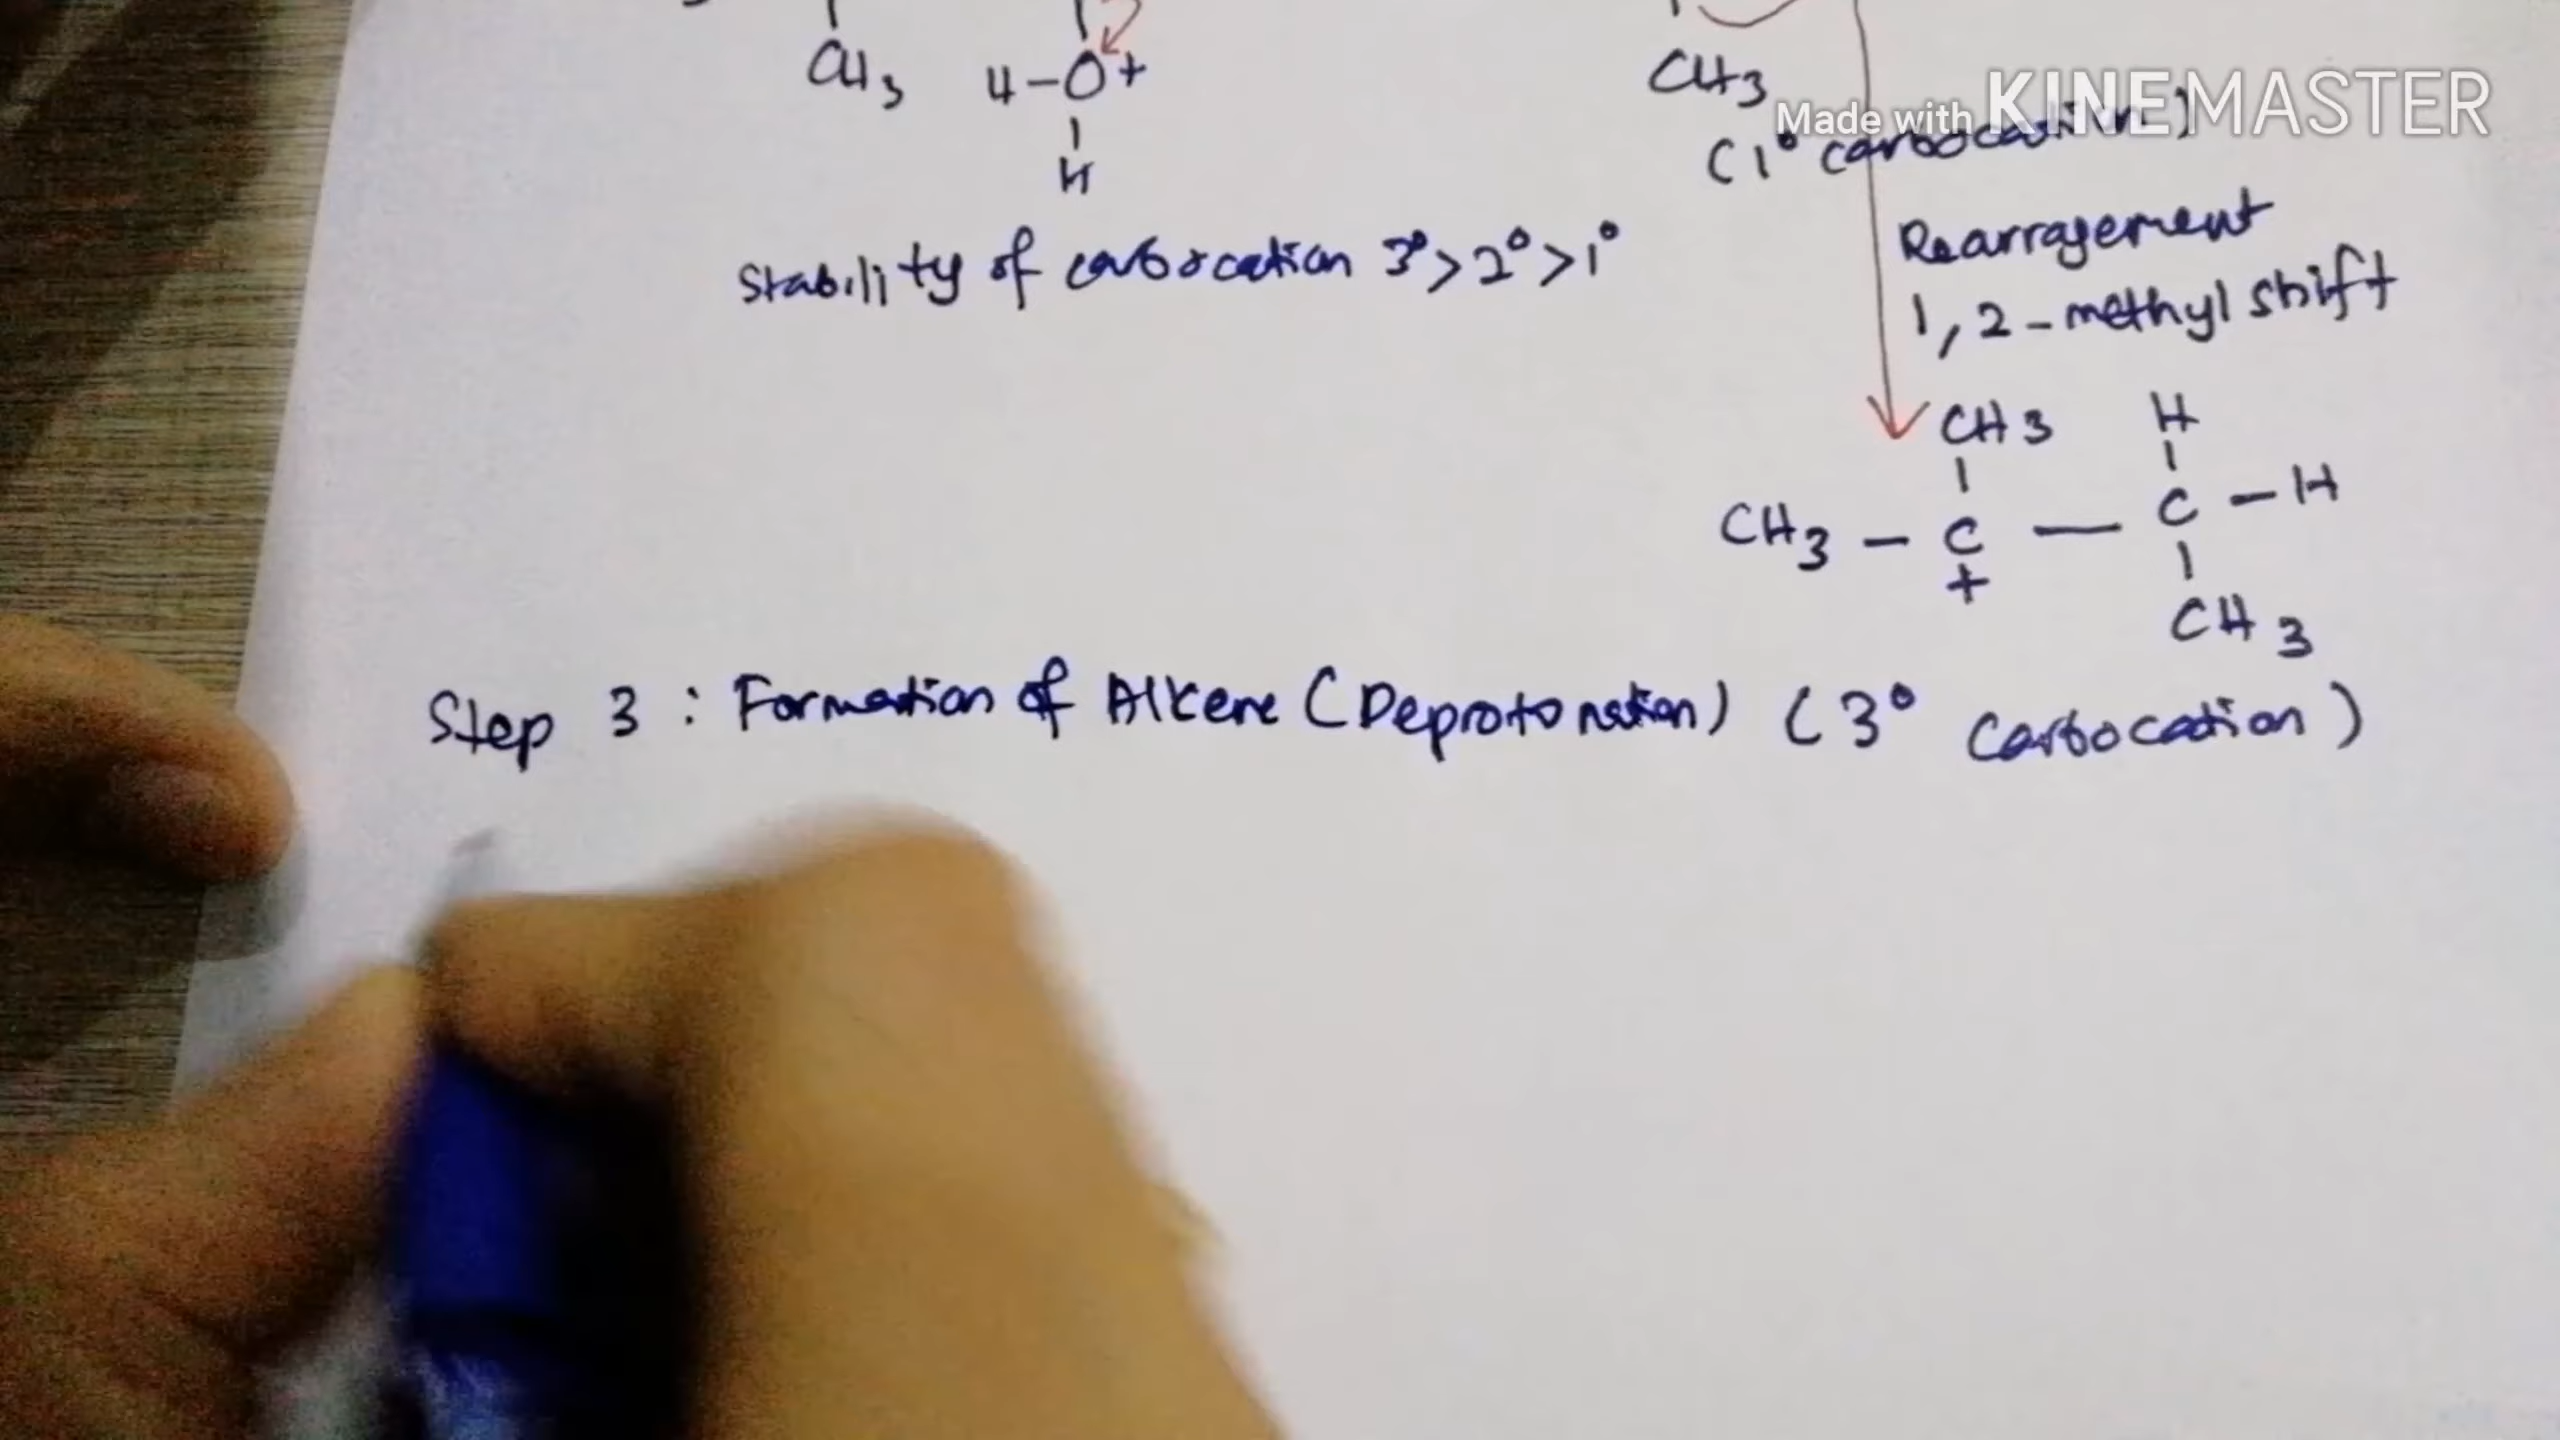 CH3 H-O+ CH3
Made with KINEMASTER
H (1° carbocation)
Stability of carbocation 3°>2°>1° Rearragement
1,2-methyl shift
CH3 H
CH3 - C - C - H
+ CH3
Step 3 : Formation of Alkene (Deprotonation) (3° Carbocation)